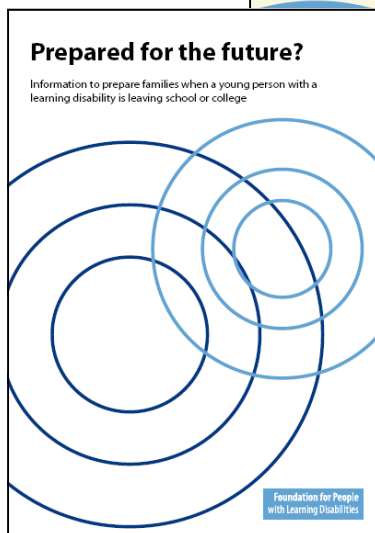 Prepared for the future?
Information to prepare families when a young person with a
learning disability is leaving school or college
Foundation for People
with Learning Disabilities